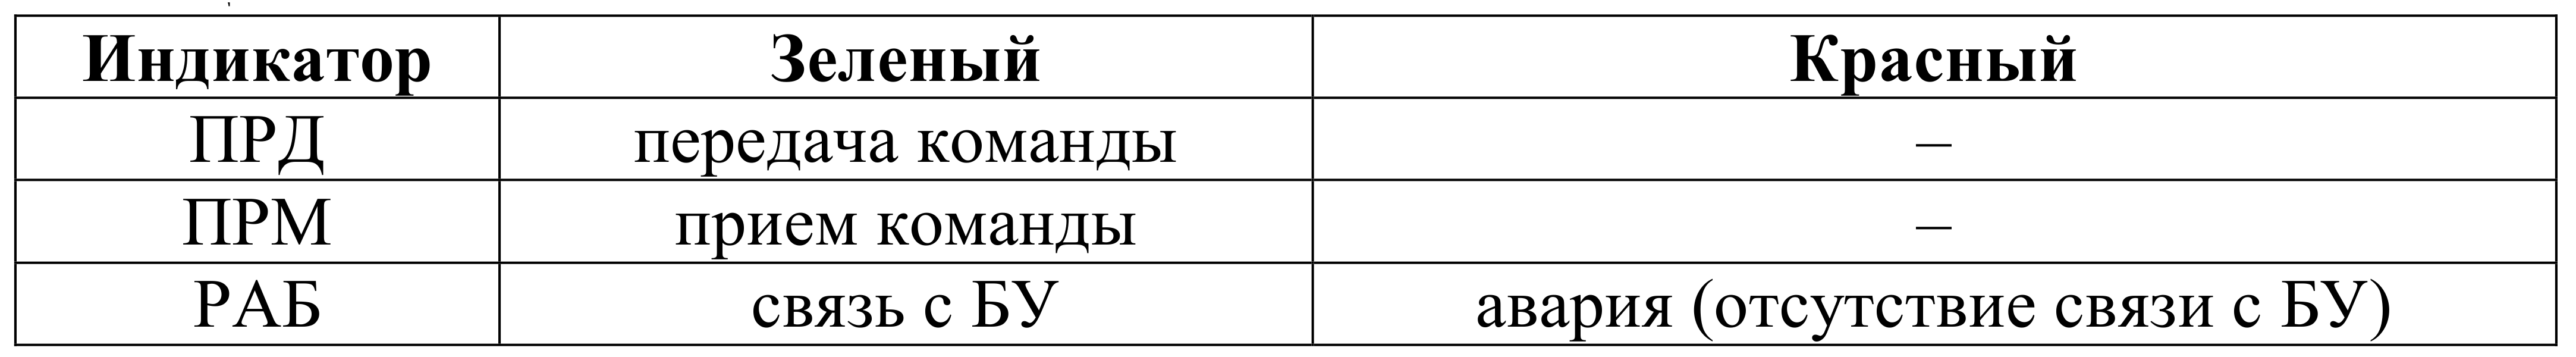 Индикатор Зеленый Красный
ПРД передача команды –
ПРМ прием команды –
РАБ связь с БУ авария (отсутствие связи с БУ)